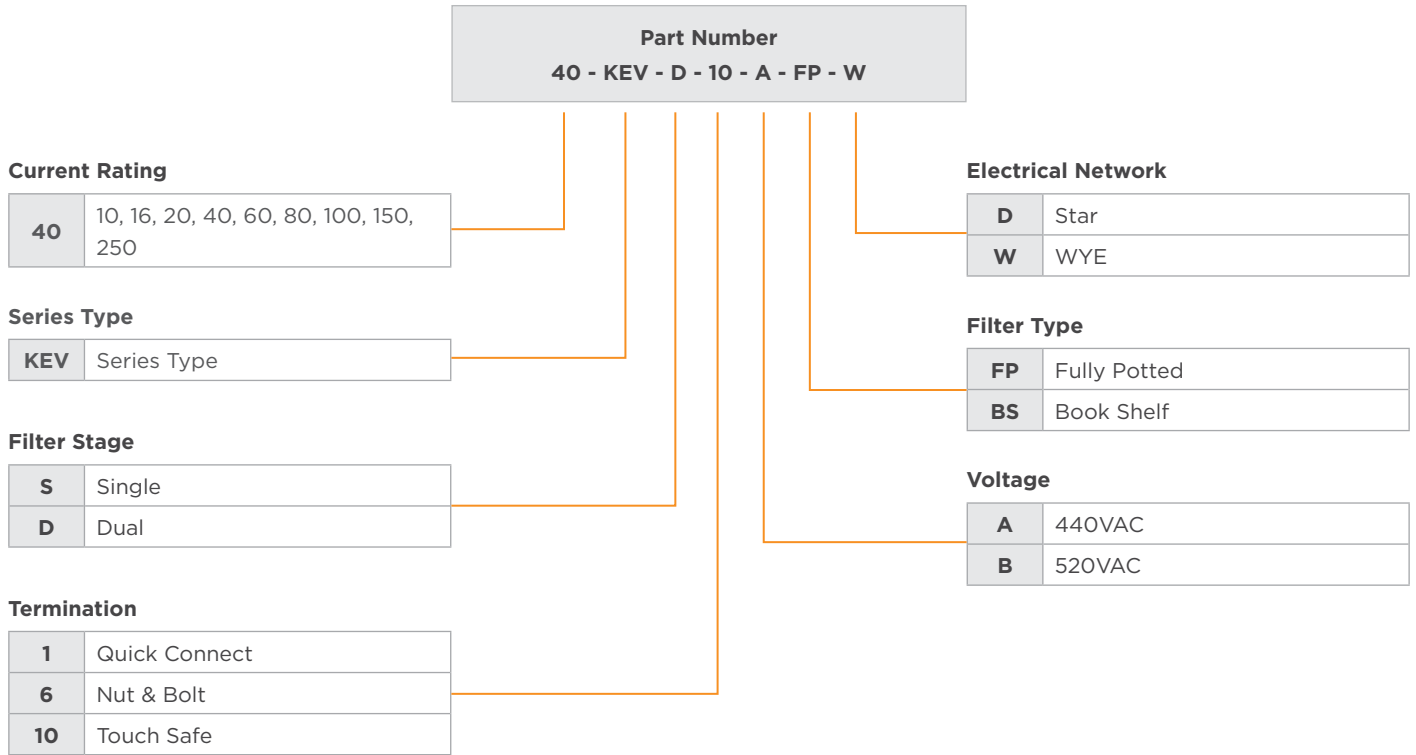 Part Number
40 - KEV - D - 10 - A - FP - W
Current Rating
40 10, 16, 20, 40, 60, 80, 100, 150,
250
Series Type
KEV Series Type
Filter Stage
S Single
D Dual
Termination
1 Quick Connect
6 Nut & Bolt
10 Touch Safe
Electrical Network
D Star
W WYE
Filter Type
FP Fully Potted
BS Book Shelf
Voltage
A 440VAC
B 520VAC